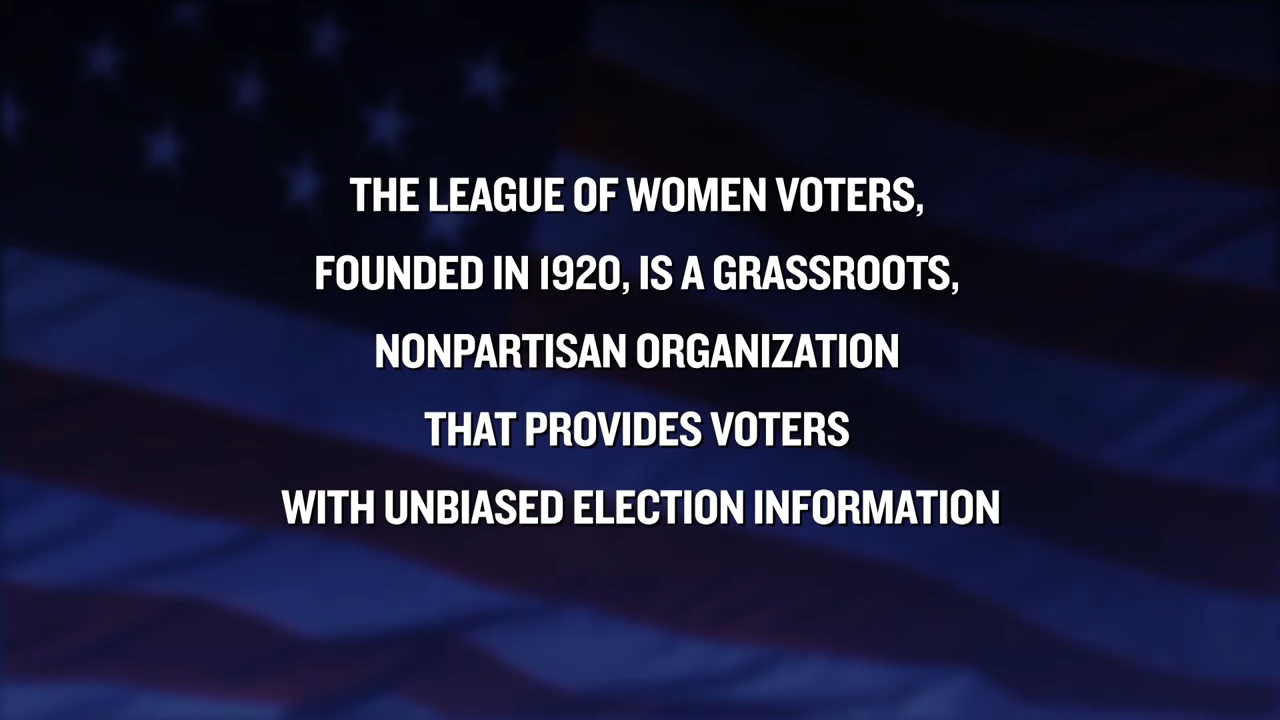 THE LEAGUE OF WOMEN VOTERS,
FOUNDED IN 1920, IS A GRASSROOTS,
NONPARTISAN ORGANIZATION
THAT PROVIDES VOTERS
WITH UNBIASED ELECTION INFORMATION